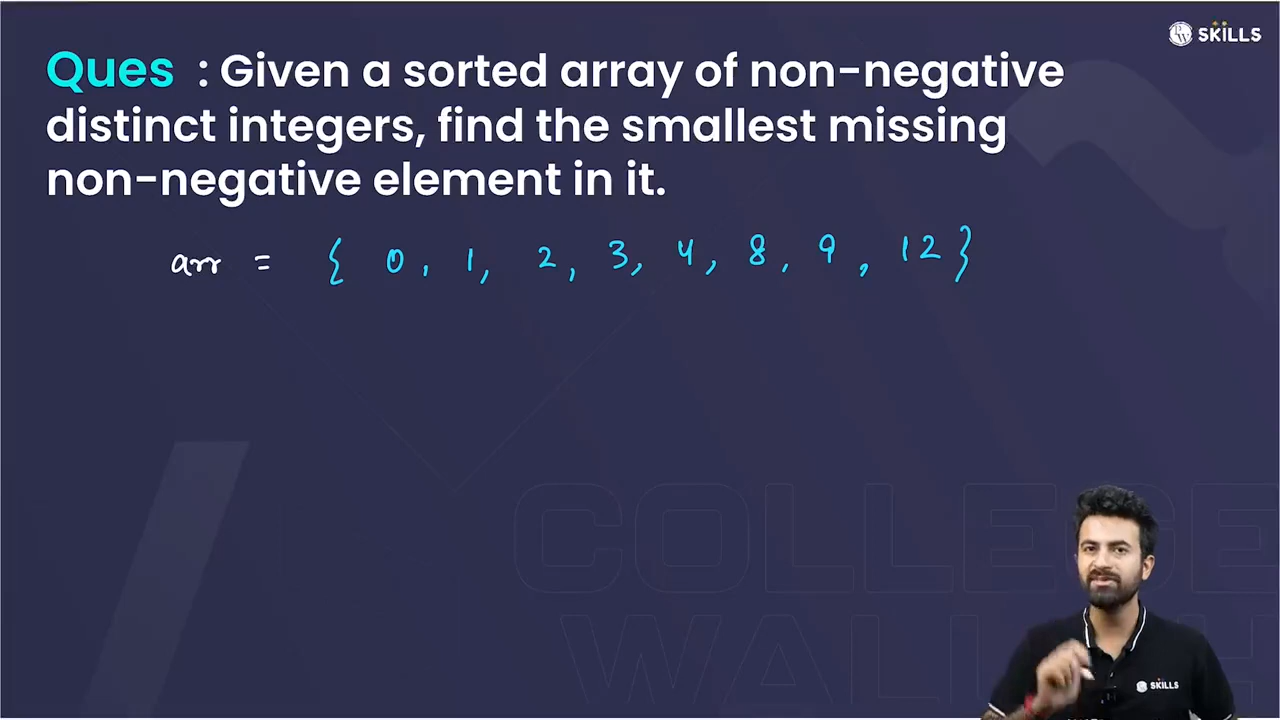 SKILLS
Ques : Given a sorted array of non-negative
distinct integers, find the smallest missing
non-negative element in it.
arr = { 0, 1, 2, 3, 4, 8, 9, 12 }
COLLEGE
WALLAH
SKILLS